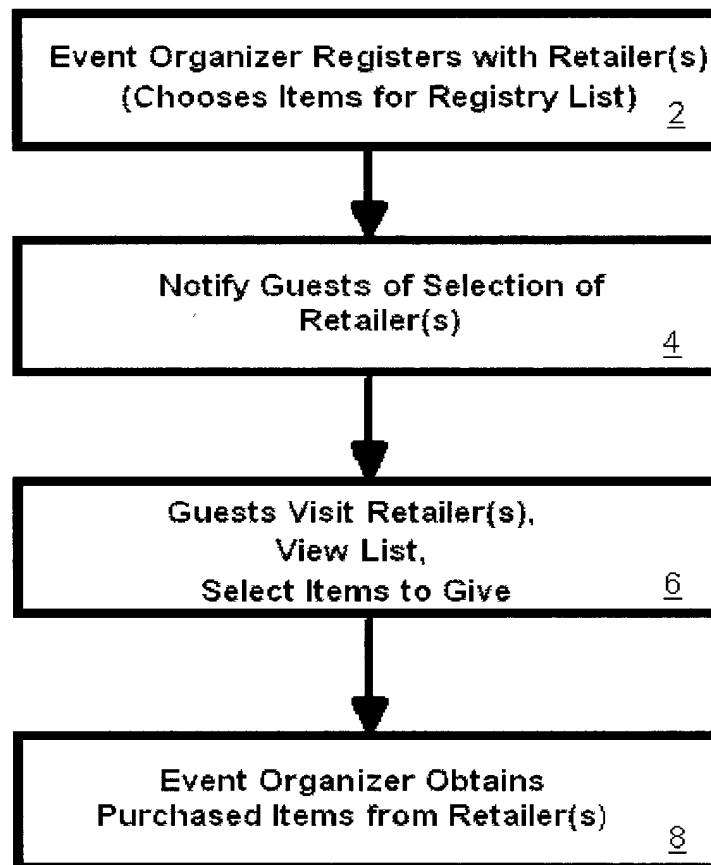 Event Organizer Registers with Retailer(s)
(Chooses Items for Registry List)
2
Notify Guests of Selection of
Retailer(s)
4
Guests Visit Retailer(s),
View List,
Select Items to Give
6
Event Organizer Obtains
Purchased Items from Retailer(s)
8